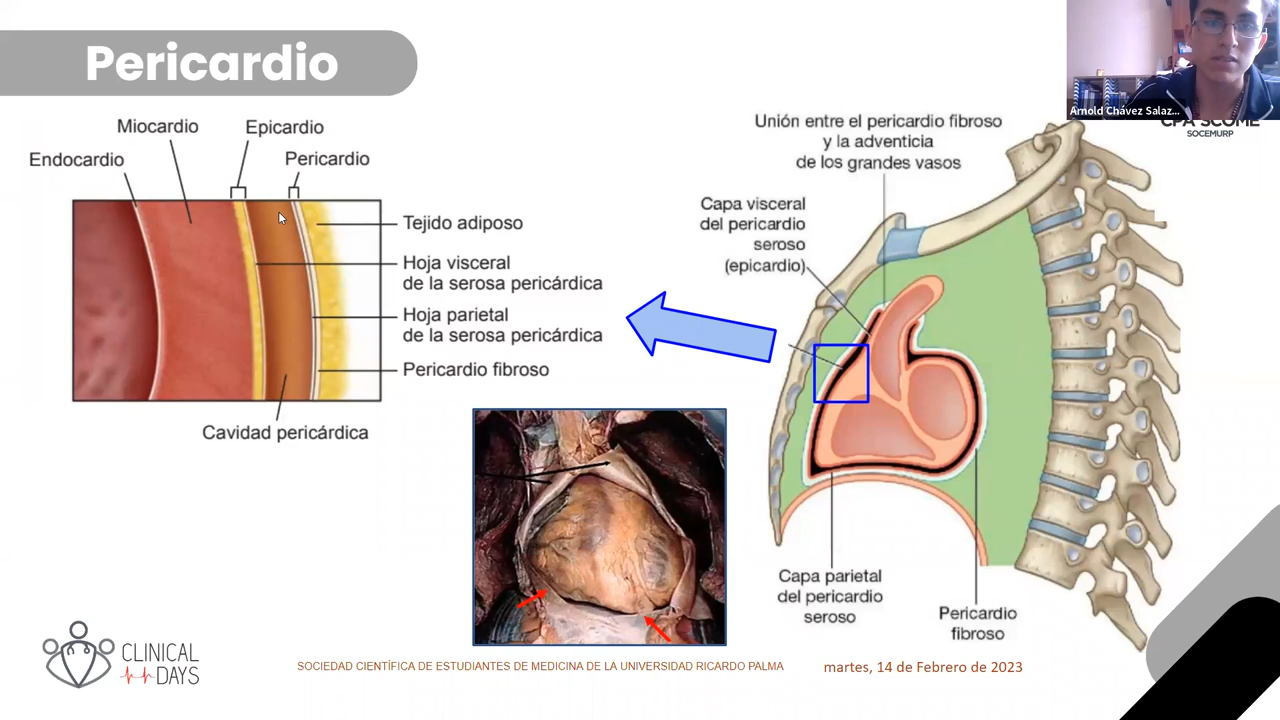 Pericardio
Arnold Chávez Salaz...
CPA SCOME
SOCEMURP
Miocardio
Epicardio
Endocardio
Pericardio
Tejido adiposo
Hoja visceral
de la serosa pericárdica
Hoja parietal
de la serosa pericárdica
Pericardio fibroso
Cavidad pericárdica
Unión entre el pericardio fibroso
y la adventicia
de los grandes vasos
Capa visceral
del pericardio
seroso
(epicardio)
Capa parietal
del pericardio
seroso
Pericardio
fibroso
CLINICAL
DAYS
SOCIEDAD CIENTÍFICA DE ESTUDIANTES DE MEDICINA DE LA UNIVERSIDAD RICARDO PALMA
martes, 14 de Febrero de 2023